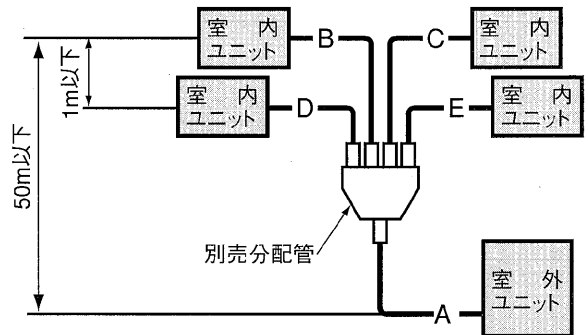 室 内
ユニット
B
C
室 内
ユニット
1m以下
室 内
ユニット
D
E
室 内
ユニット
50m以下
別売分配管
A
室 外
ユニット